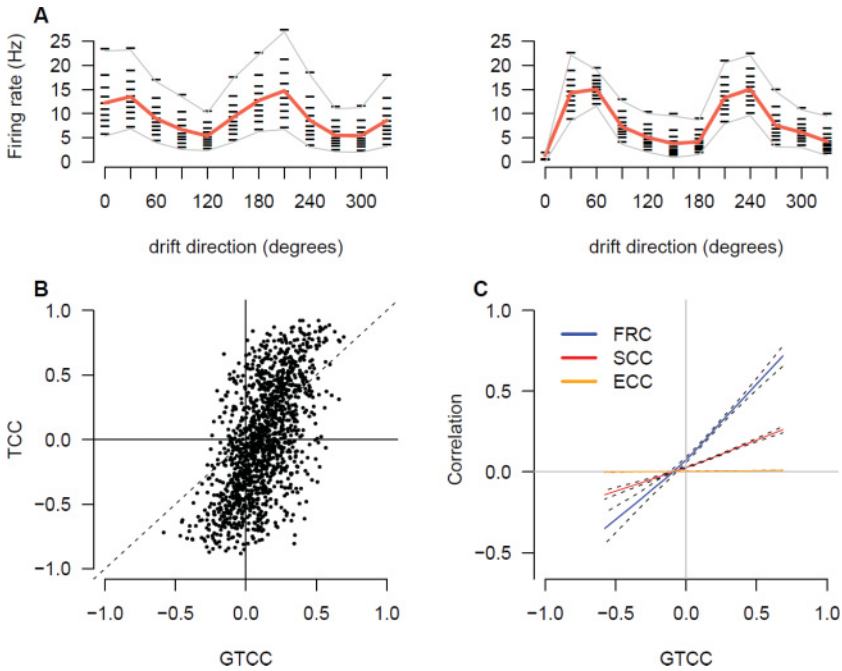 A
Firing rate (Hz)
25
20
15
10
5
0
0 60 120 180 240 300
drift direction (degrees)
25
20
15
10
5
0
0 60 120 180 240 300
drift direction (degrees)
B
TCC
1.0
0.5
0.0
−0.5
−1.0
−1.0 −0.5 0.0 0.5 1.0
GTCC
C
Correlation
1.0
0.5
0.0
−0.5
FRC
SCC
ECC
−1.0 −0.5 0.0 0.5 1.0
GTCC